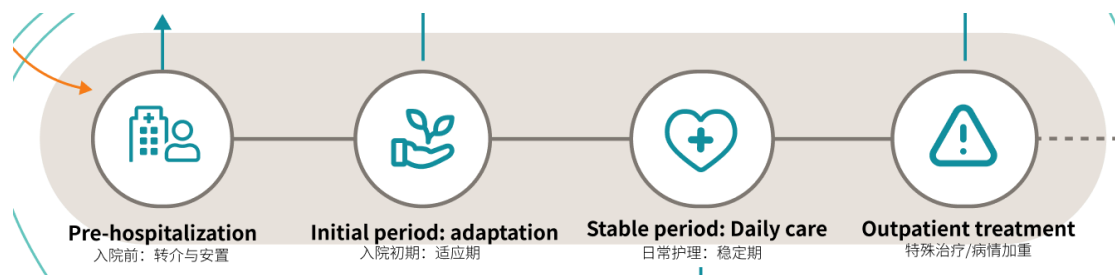 Pre-hospitalization
入院前：转介与安置
Initial period: adaptation
入院初期：适应期
Stable period: Daily care
日常护理：稳定期
Outpatient treatment
特殊治疗/病情加重